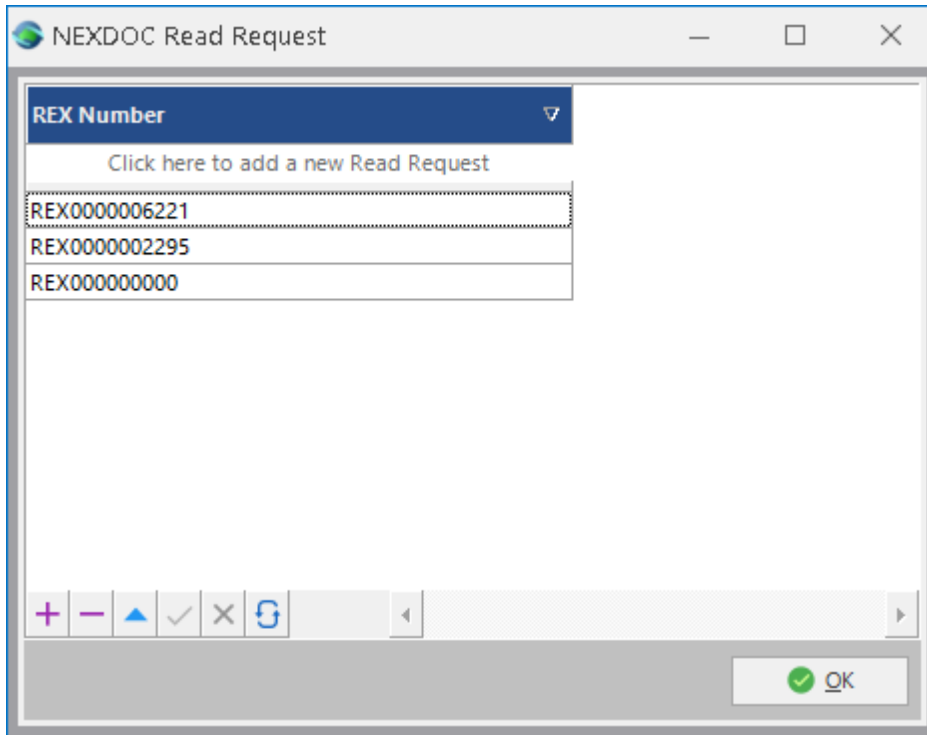 NEXDOC Read Request
REX Number
Click here to add a new Read Request
REX0000006221
REX0000002295
REX000000000
OK